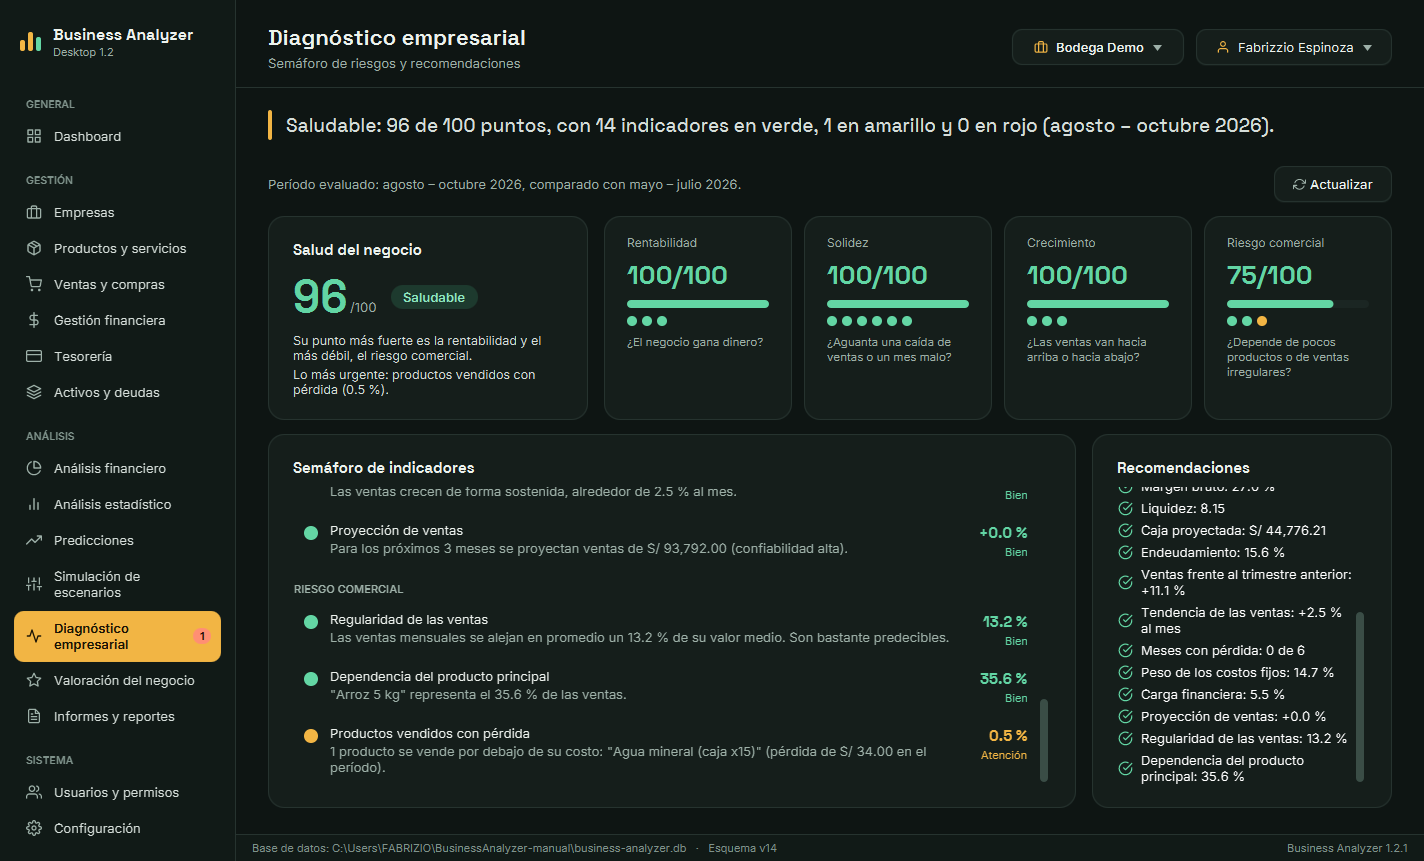 Business Analyzer
Desktop 1.2
GENERAL
Dashboard
GESTIÓN
Empresas
Productos y servicios
Ventas y compras
Gestión financiera
Tesorería
Activos y deudas
ANÁLISIS
Análisis financiero
Análisis estadístico
Predicciones
Simulación de
escenarios
Diagnóstico
empresarial
1
Valoración del negocio
Informes y reportes
SISTEMA
Usuarios y permisos
Configuración
Diagnóstico empresarial
Semáforo de riesgos y recomendaciones
Bodega Demo
Fabrizzio Espinoza
Saludable: 96 de 100 puntos, con 14 indicadores en verde, 1 en amarillo y 0 en rojo (agosto – octubre 2026).
Período evaluado: agosto – octubre 2026, comparado con mayo – julio 2026.
Actualizar
Salud del negocio
96 /100 Saludable
Su punto más fuerte es la rentabilidad y el
más débil, el riesgo comercial.
Lo más urgente: productos vendidos con
pérdida (0.5 %).
Rentabilidad
100/100
¿El negocio gana dinero?
Solidez
100/100
¿Aguanta una caída de
ventas o un mes malo?
Crecimiento
100/100
¿Las ventas van hacia
arriba o hacia abajo?
Riesgo comercial
75/100
¿Depende de pocos
productos o de ventas
irregulares?
Semáforo de indicadores
Las ventas crecen de forma sostenida, alrededor de 2.5 % al mes.
Bien
Proyección de ventas
+0.0 %
Para los próximos 3 meses se proyectan ventas de S/ 93,792.00 (confiabilidad alta).
Bien
RIESGO COMERCIAL
Regularidad de las ventas
13.2 %
Las ventas mensuales se alejan en promedio un 13.2 % de su valor medio. Son bastante predecibles.
Bien
Dependencia del producto principal
35.6 %
"Arroz 5 kg" representa el 35.6 % de las ventas.
Bien
Productos vendidos con pérdida
0.5 %
1 producto se vende por debajo de su costo: "Agua mineral (caja x15)" (pérdida de S/ 34.00 en el
período).
Atención
Recomendaciones
Margen bruto: 27.0 %
Liquidez: 8.15
Caja proyectada: S/ 44,776.21
Endeudamiento: 15.6 %
Ventas frente al trimestre anterior:
+11.1 %
Tendencia de las ventas: +2.5 %
al mes
Meses con pérdida: 0 de 6
Peso de los costos fijos: 14.7 %
Carga financiera: 5.5 %
Proyección de ventas: +0.0 %
Regularidad de las ventas: 13.2 %
Dependencia del producto
principal: 35.6 %
Base de datos: C:\Users\FABRIZIO\BusinessAnalyzer-manual\business-analyzer.db · Esquema v14
Business Analyzer 1.2.1